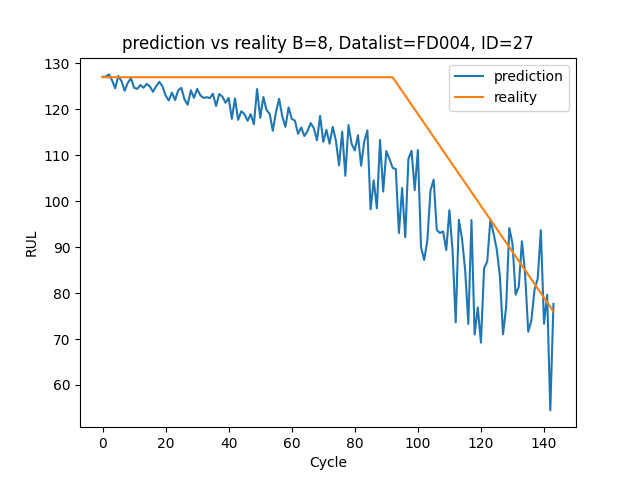 prediction vs reality B=8, Datalist=FD004, ID=27
prediction
reality
130
120
110
100
90
80
70
60
RUL
0 20 40 60 80 100 120 140
Cycle